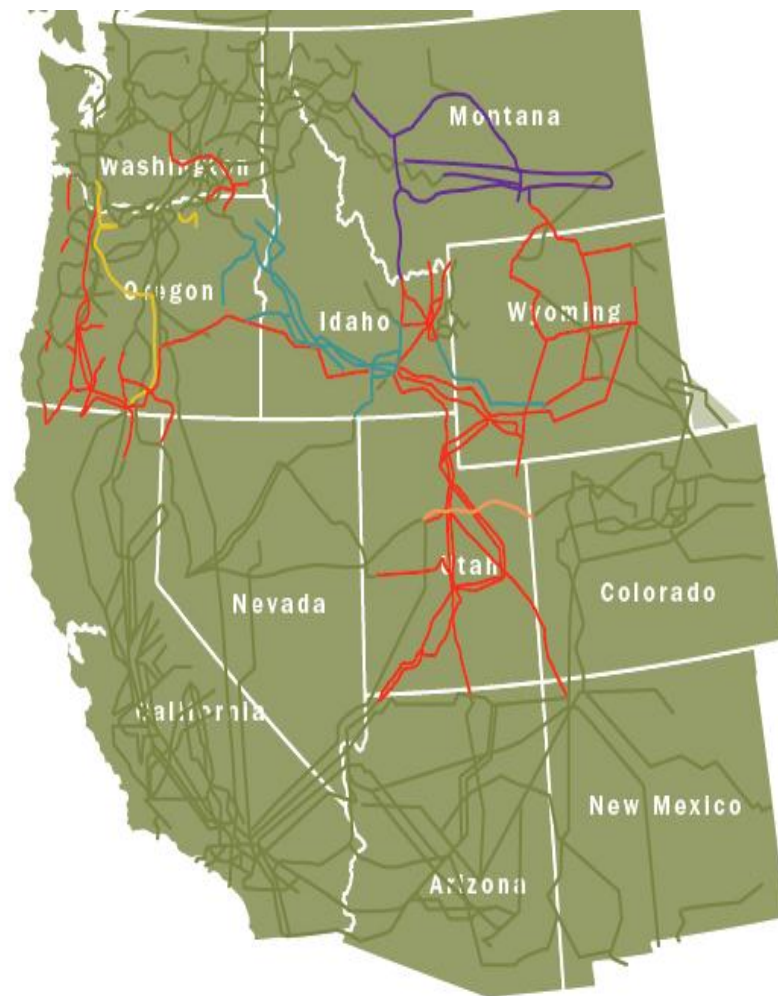 Montana
Washington
Oregon
Idaho
Wyoming
Utah
Colorado
Nevada
California
New Mexico
Arizona